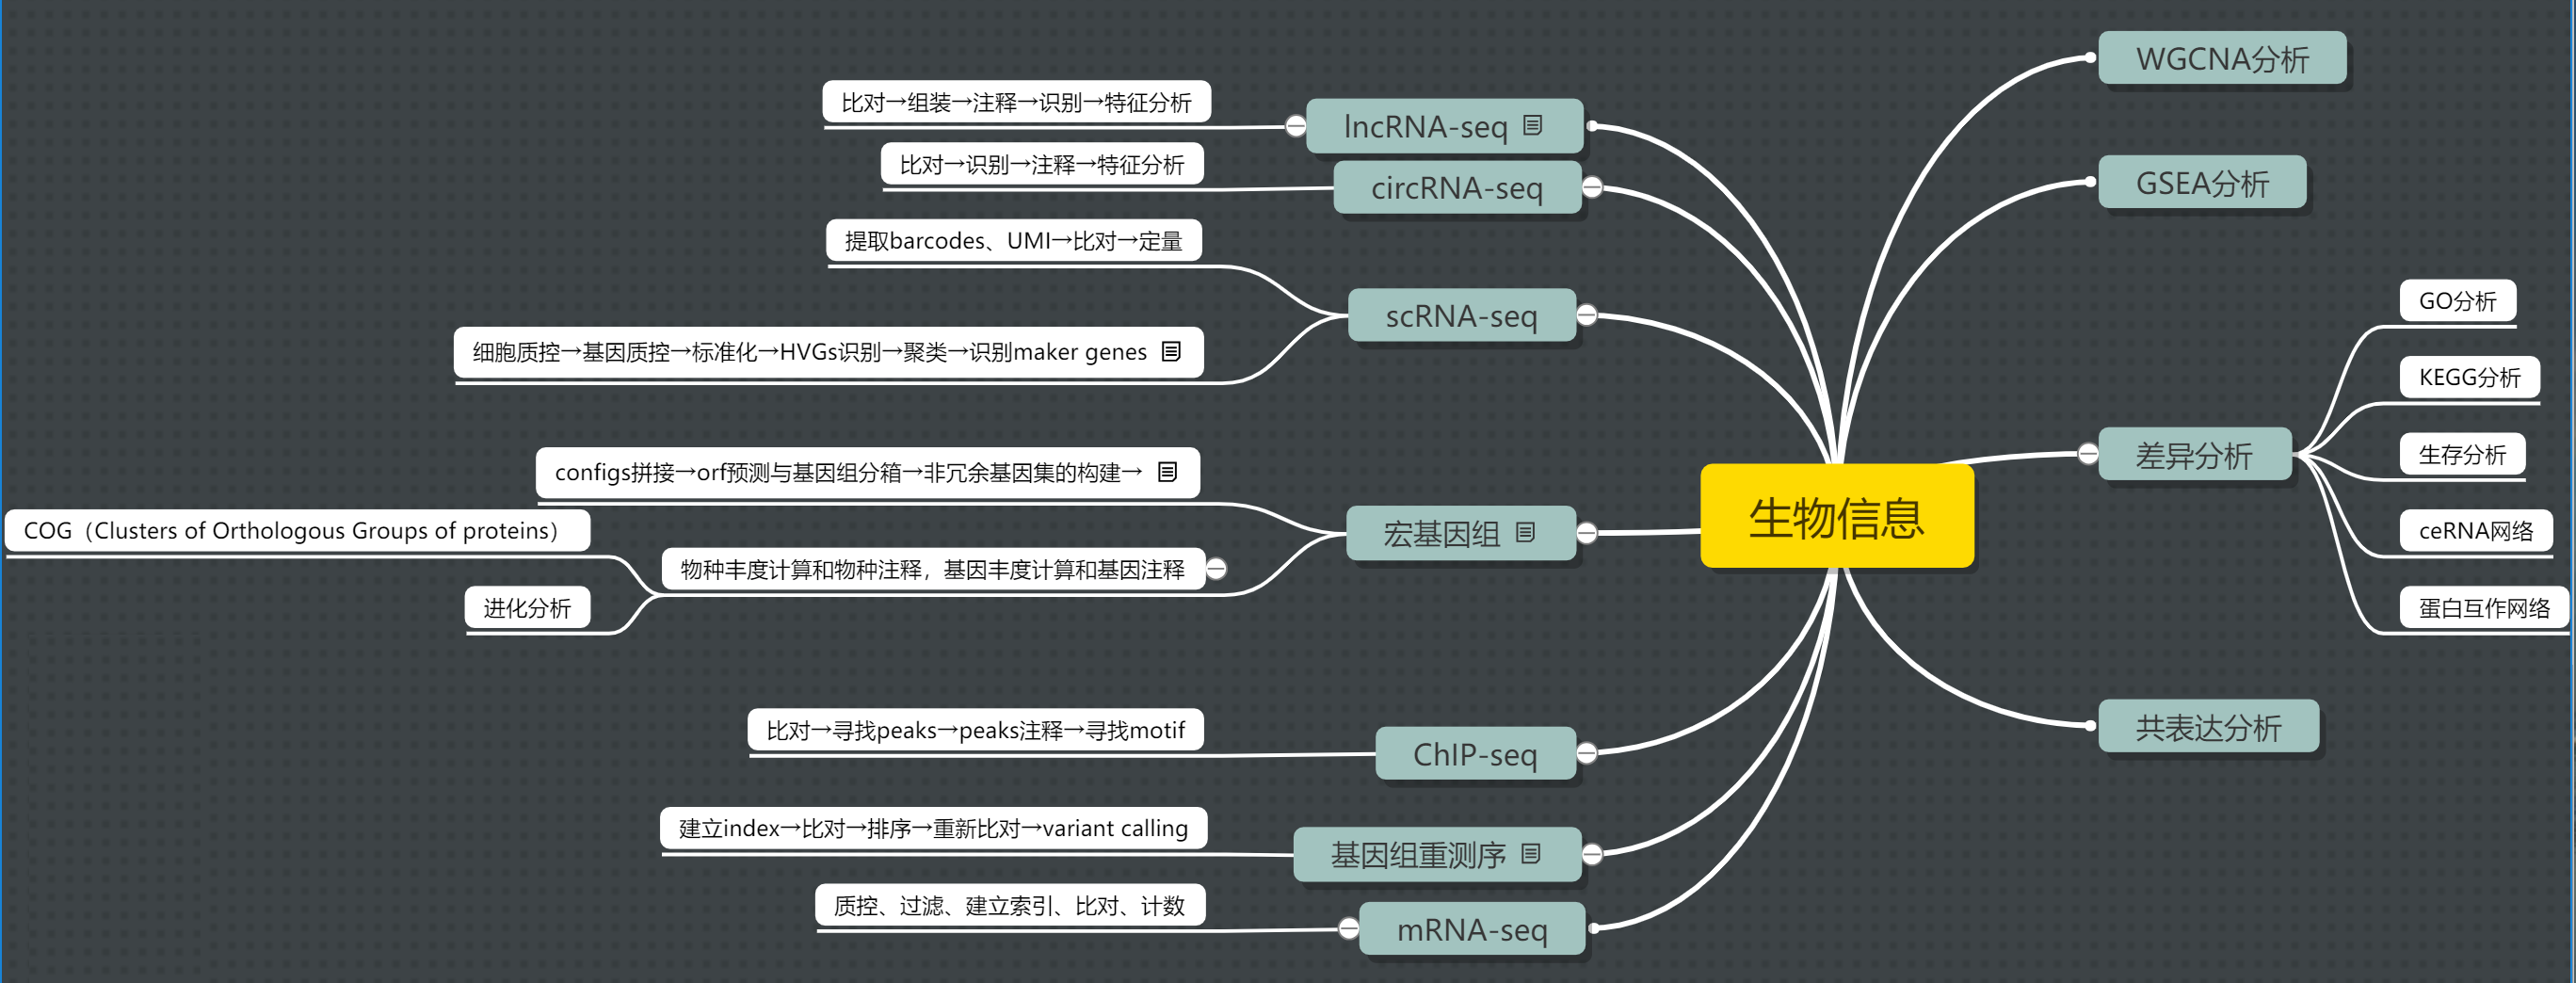 生物信息
WGCNA分析
GSEA分析
差异分析
GO分析
KEGG分析
生存分析
ceRNA网络
蛋白互作网络
共表达分析
lncRNA-seq
比对→组装→注释→识别→特征分析
circRNA-seq
比对→识别→注释→特征分析
scRNA-seq
提取barcodes、UMI→比对→定量
细胞质控→基因质控→标准化→HVGs识别→聚类→识别maker genes
宏基因组
configs拼接→orf预测与基因组分箱→非冗余基因集的构建→
物种丰度计算和物种注释，基因丰度计算和基因注释
COG（Clusters of Orthologous Groups of proteins）
进化分析
ChIP-seq
比对→寻找peaks→peaks注释→寻找motif
基因组重测序
建立index→比对→排序→重新比对→variant calling
mRNA-seq
质控、过滤、建立索引、比对、计数